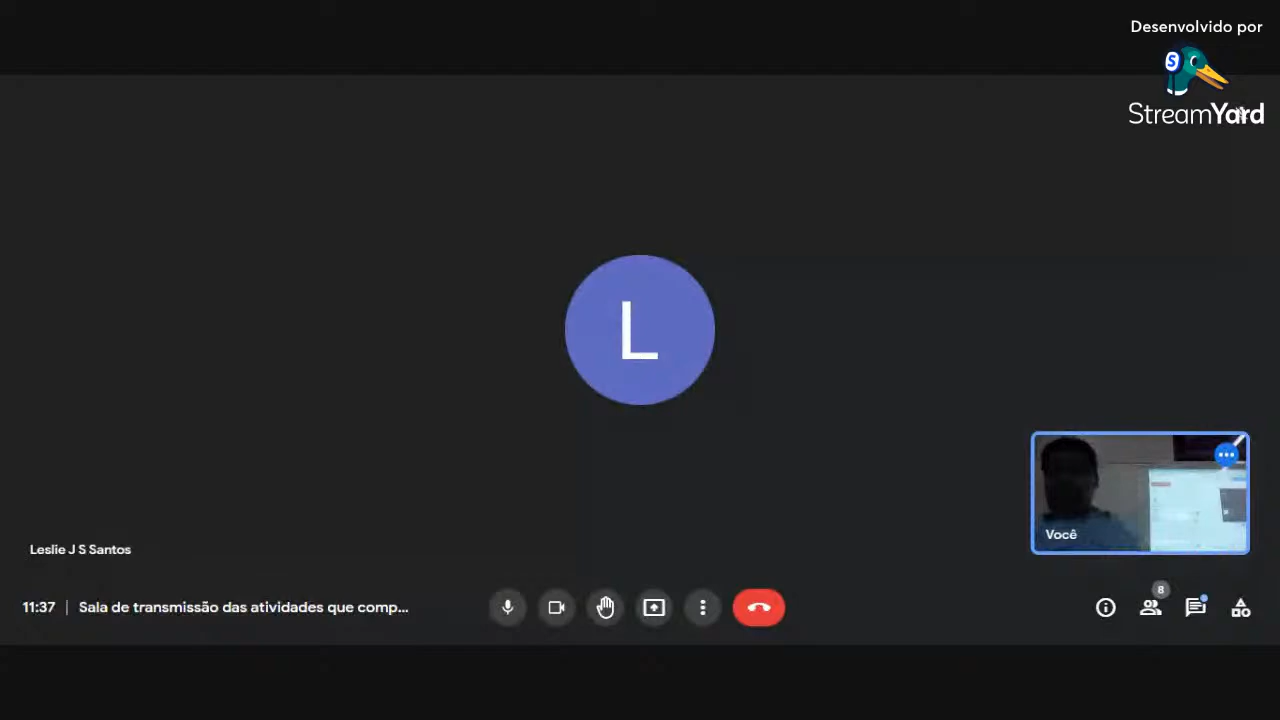 Desenvolvido por
S
StreamYard
L
Você
Leslie J S Santos
8
11:37 | Sala de transmissão das atividades que comp...